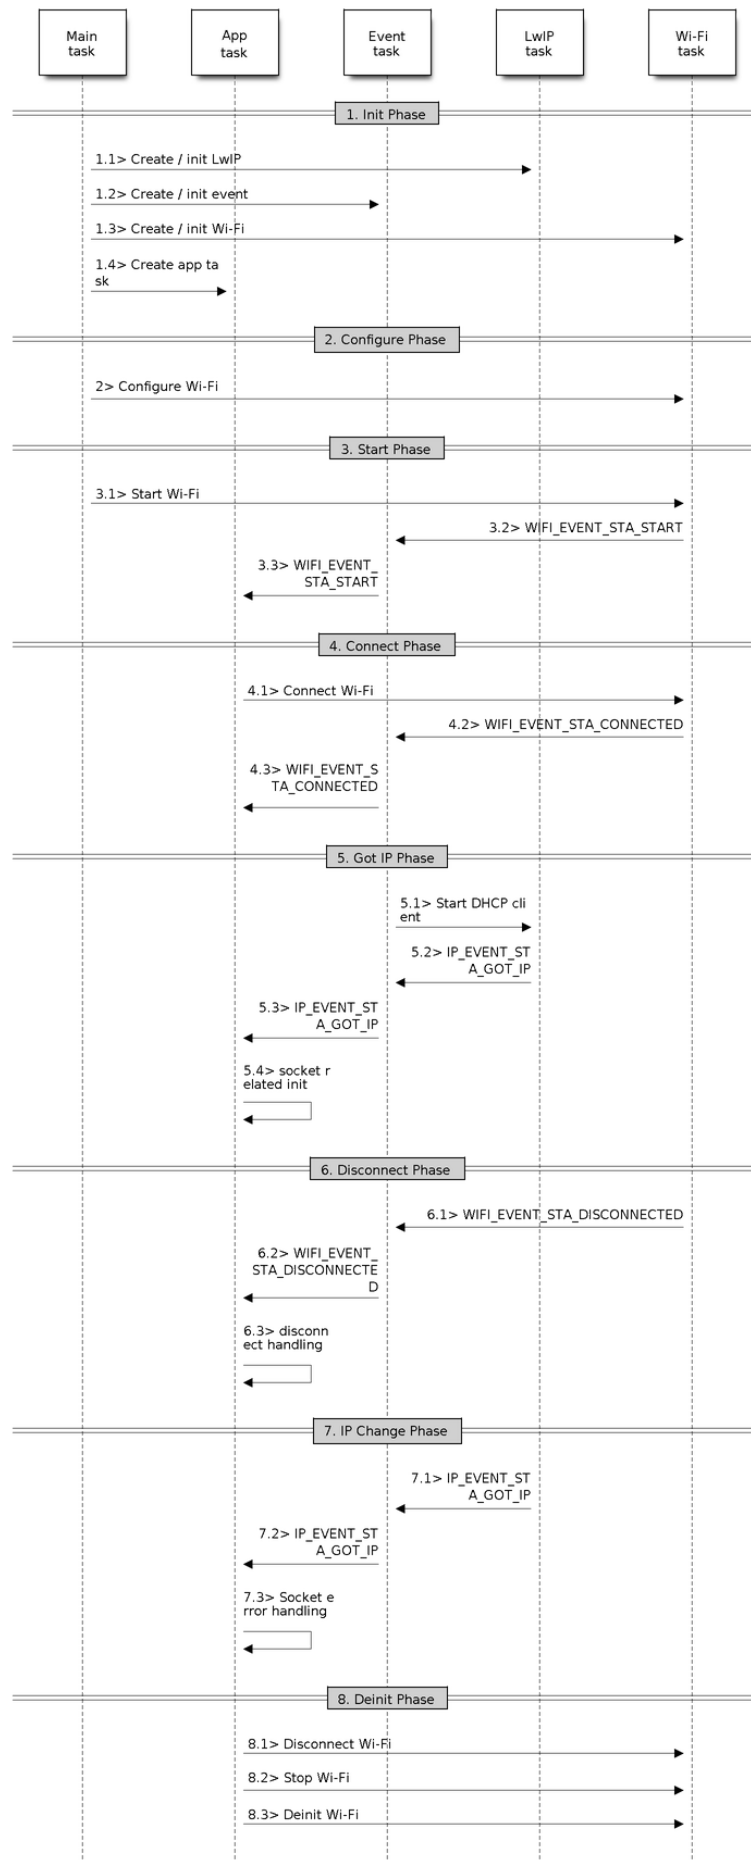 Main
task
App
task
Event
task
LwIP
task
Wi-Fi
task
1. Init Phase
1.1> Create / init LwIP
1.2> Create / init event
1.3> Create / init Wi-Fi
1.4> Create app ta
sk
2. Configure Phase
2> Configure Wi-Fi
3. Start Phase
3.1> Start Wi-Fi
3.2> WIFI_EVENT_STA_START
3.3> WIFI_EVENT_
STA_START
4. Connect Phase
4.1> Connect Wi-Fi
4.2> WIFI_EVENT_STA_CONNECTED
4.3> WIFI_EVENT_S
TA_CONNECTED
5. Got IP Phase
5.1> Start DHCP cli
ent
5.2> IP_EVENT_ST
A_GOT_IP
5.3> IP_EVENT_ST
A_GOT_IP
5.4> socket r
elated init
6. Disconnect Phase
6.1> WIFI_EVENT_STA_DISCONNECTED
6.2> WIFI_EVENT_
STA_DISCONNECTE
D
6.3> disconn
ect handling
7. IP Change Phase
7.1> IP_EVENT_ST
A_GOT_IP
7.2> IP_EVENT_ST
A_GOT_IP
7.3> Socket e
rror handling
8. Deinit Phase
8.1> Disconnect Wi-Fi
8.2> Stop Wi-Fi
8.3> Deinit Wi-Fi